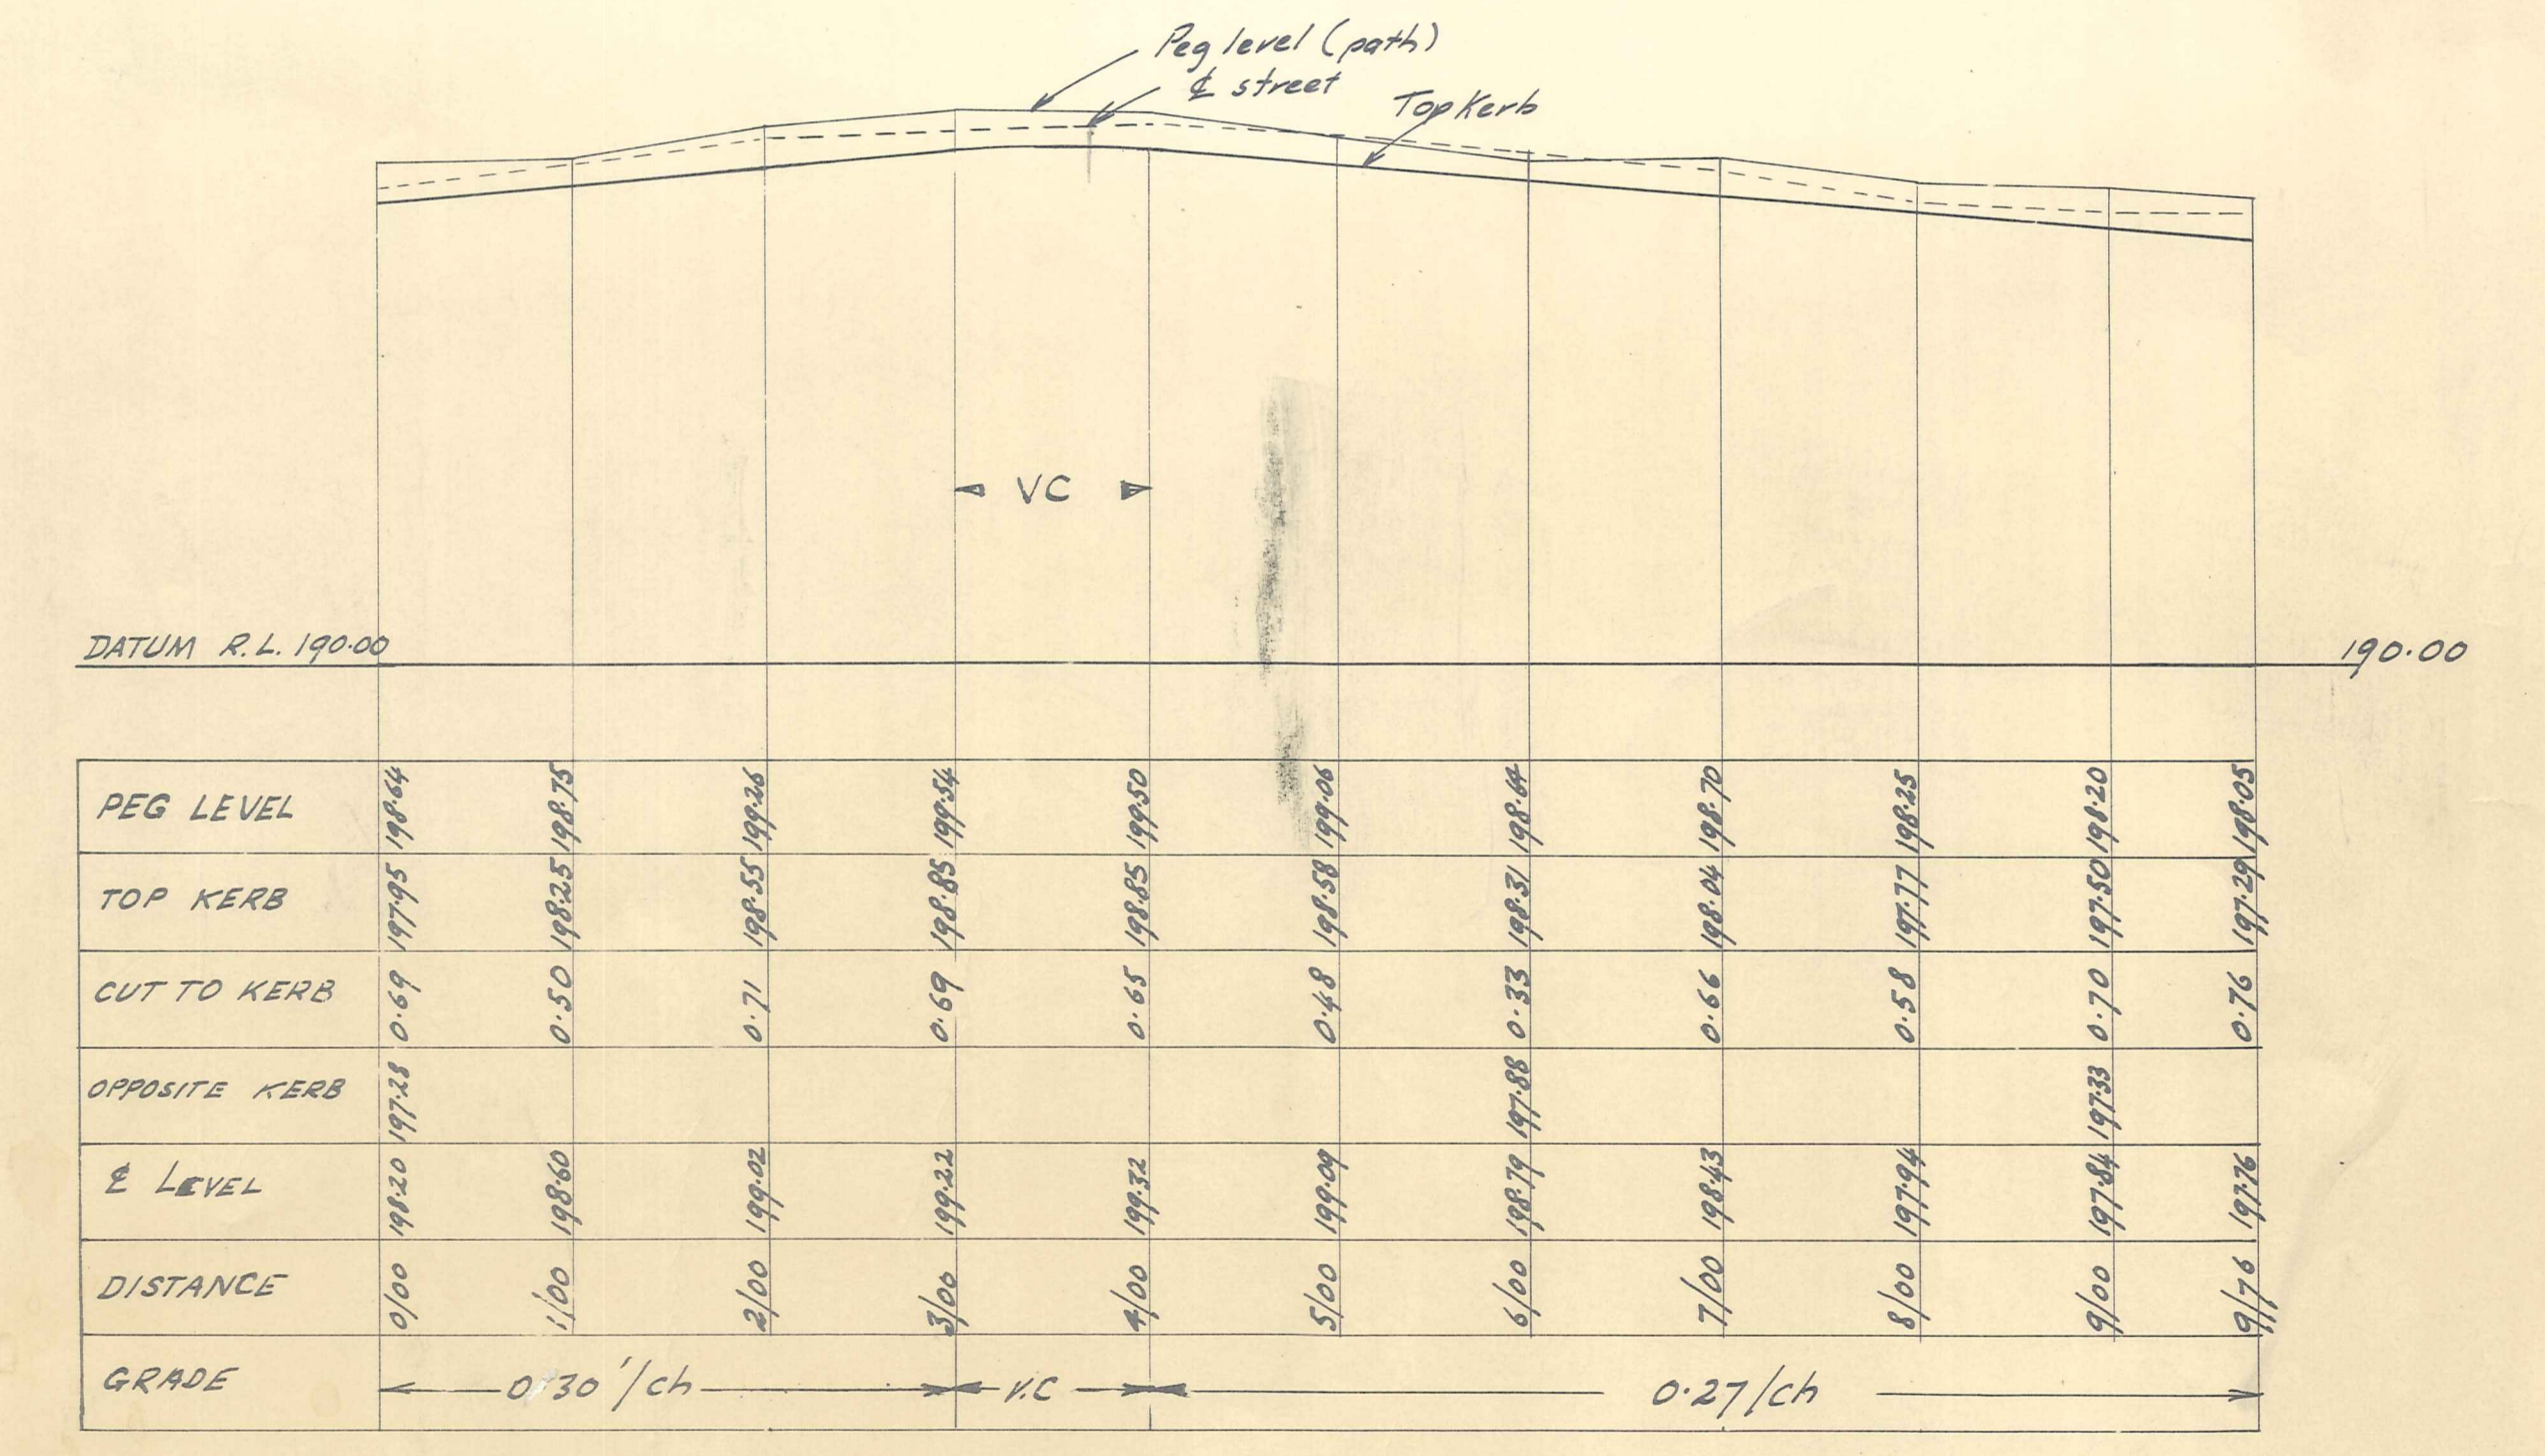 Peg level (path)
℄ street
Top Kerb
VC
DATUM R.L. 190·00
190·00
PEG LEVEL 198·64 198·75 199·26 199·54 199·50 199·06 198·64 198·70 198·25 198·20 198·05
TOP KERB 197·95 198·25 198·55 198·85 198·85 198·58 198·31 198·04 197·77 197·50 197·29
CUT TO KERB 0·69 0·50 0·71 0·69 0·65 0·48 0·33 0·66 0·58 0·70 0·76
OPPOSITE KERB 197·28 197·88 197·33
℄ LEVEL 198·20 198·60 199·02 199·22 199·32 199·09 198·79 198·43 197·94 197·84 197·76
DISTANCE 0/00 1/00 2/00 3/00 4/00 5/00 6/00 7/00 8/00 9/00 9/76
GRADE 0·30'/ch V.C 0·27/ch